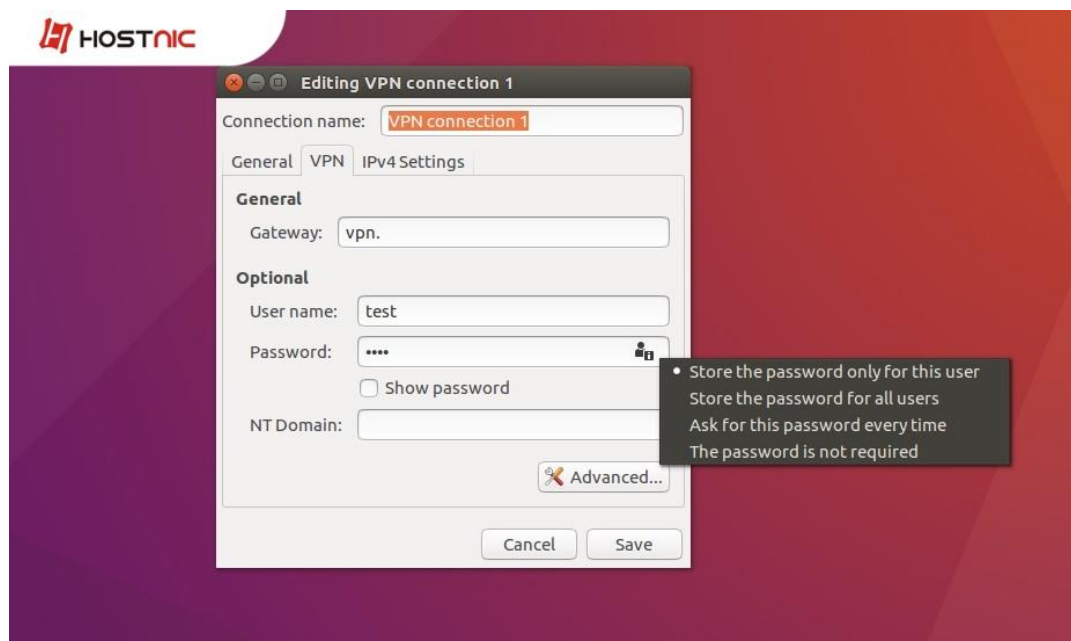 HOSTNIC
Editing VPN connection 1
Connection name: VPN connection 1
General VPN IPv4 Settings
General
Gateway: vpn.
Optional
User name: test
Password: ••••
Show password
NT Domain:
Store the password only for this user
Store the password for all users
Ask for this password every time
The password is not required
Advanced...
Cancel Save